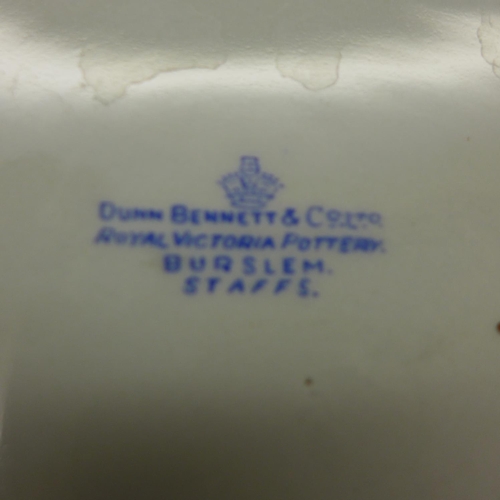 DUNN BENNETT & CO LTD
ROYAL VICTORIA POTTERY.
BURSLEM.
STAFFS.